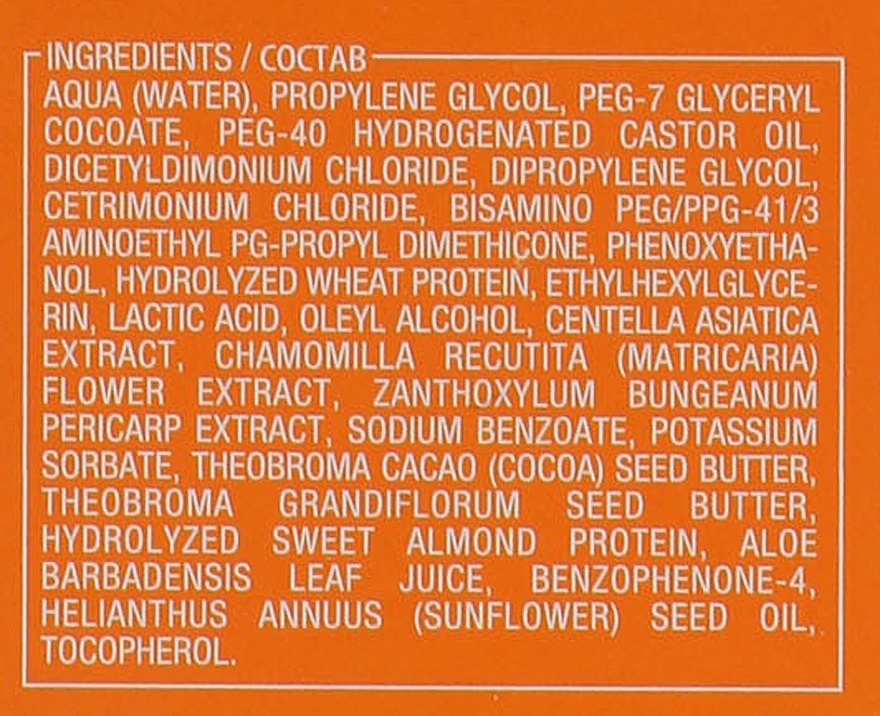 INGREDIENTS / СОСТАВ
AQUA (WATER), PROPYLENE GLYCOL, PEG-7 GLYCERYL
COCOATE, PEG-40 HYDROGENATED CASTOR OIL,
DICETYLDIMONIUM CHLORIDE, DIPROPYLENE GLYCOL,
CETRIMONIUM CHLORIDE, BISAMINO PEG/PPG-41/3
AMINOETHYL PG-PROPYL DIMETHICONE, PHENOXYETHA-
NOL, HYDROLYZED WHEAT PROTEIN, ETHYLHEXYLGLYCE-
RIN, LACTIC ACID, OLEYL ALCOHOL, CENTELLA ASIATICA
EXTRACT, CHAMOMILLA RECUTITA (MATRICARIA)
FLOWER EXTRACT, ZANTHOXYLUM BUNGEANUM
PERICARP EXTRACT, SODIUM BENZOATE, POTASSIUM
SORBATE, THEOBROMA CACAO (COCOA) SEED BUTTER,
THEOBROMA GRANDIFLORUM SEED BUTTER,
HYDROLYZED SWEET ALMOND PROTEIN, ALOE
BARBADENSIS LEAF JUICE, BENZOPHENONE-4,
HELIANTHUS ANNUUS (SUNFLOWER) SEED OIL,
TOCOPHEROL.